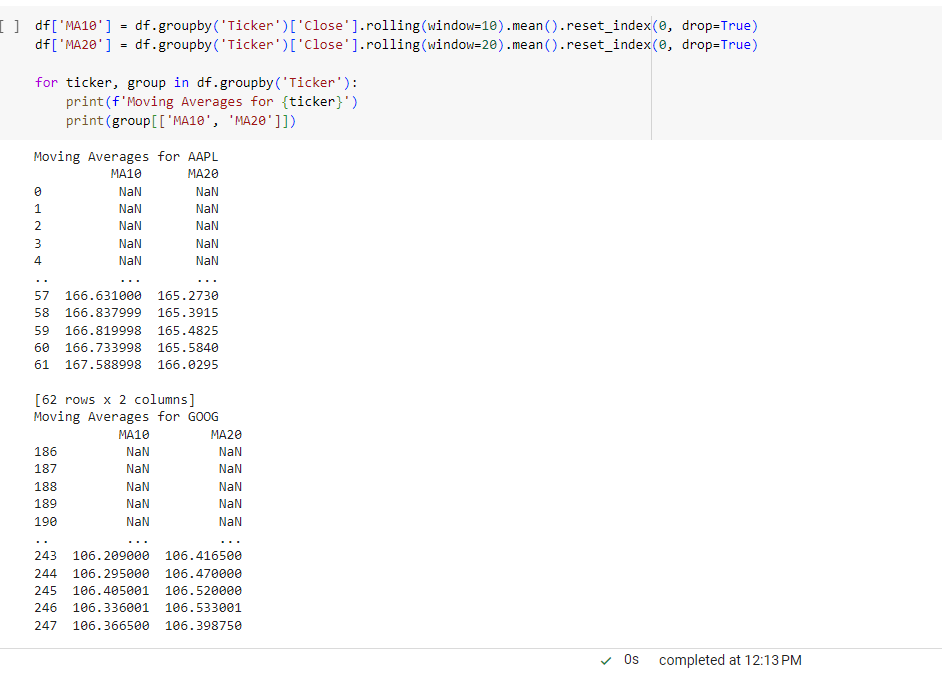 [ ] df['MA10'] = df.groupby('Ticker')['Close'].rolling(window=10).mean().reset_index(0, drop=True)
df['MA20'] = df.groupby('Ticker')['Close'].rolling(window=20).mean().reset_index(0, drop=True)
for ticker, group in df.groupby('Ticker'):
    print(f'Moving Averages for {ticker}')
    print(group[['MA10', 'MA20']])
Moving Averages for AAPL
MA10 MA20
0 NaN NaN
1 NaN NaN
2 NaN NaN
3 NaN NaN
4 NaN NaN
.. ... ...
57 166.631000 165.2730
58 166.837999 165.3915
59 166.819998 165.4825
60 166.733998 165.5840
61 167.588998 166.0295
[62 rows x 2 columns]
Moving Averages for GOOG
MA10 MA20
186 NaN NaN
187 NaN NaN
188 NaN NaN
189 NaN NaN
190 NaN NaN
.. ... ...
243 106.209000 106.416500
244 106.295000 106.470000
245 106.405001 106.520000
246 106.336001 106.533001
247 106.366500 106.398750
✓ 0s completed at 12:13 PM